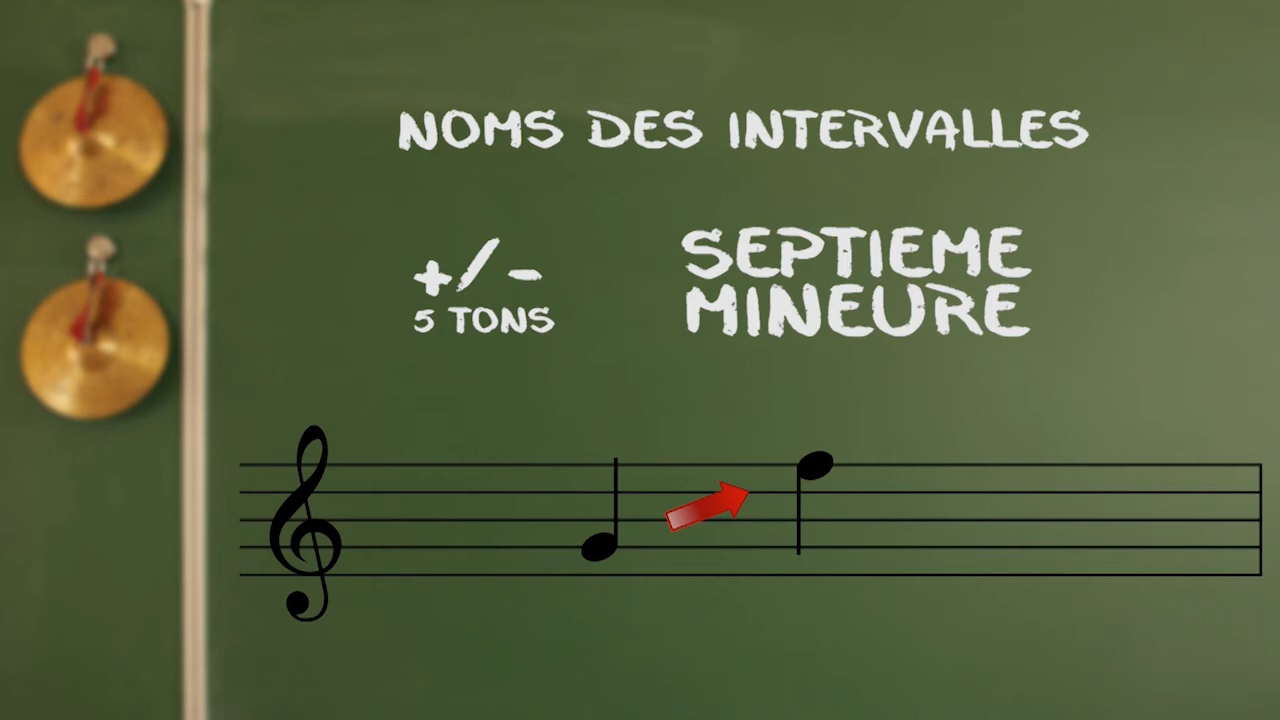 NOMS DES INTERVALLES
+/-
5 TONS
SEPTIEME
MINEURE